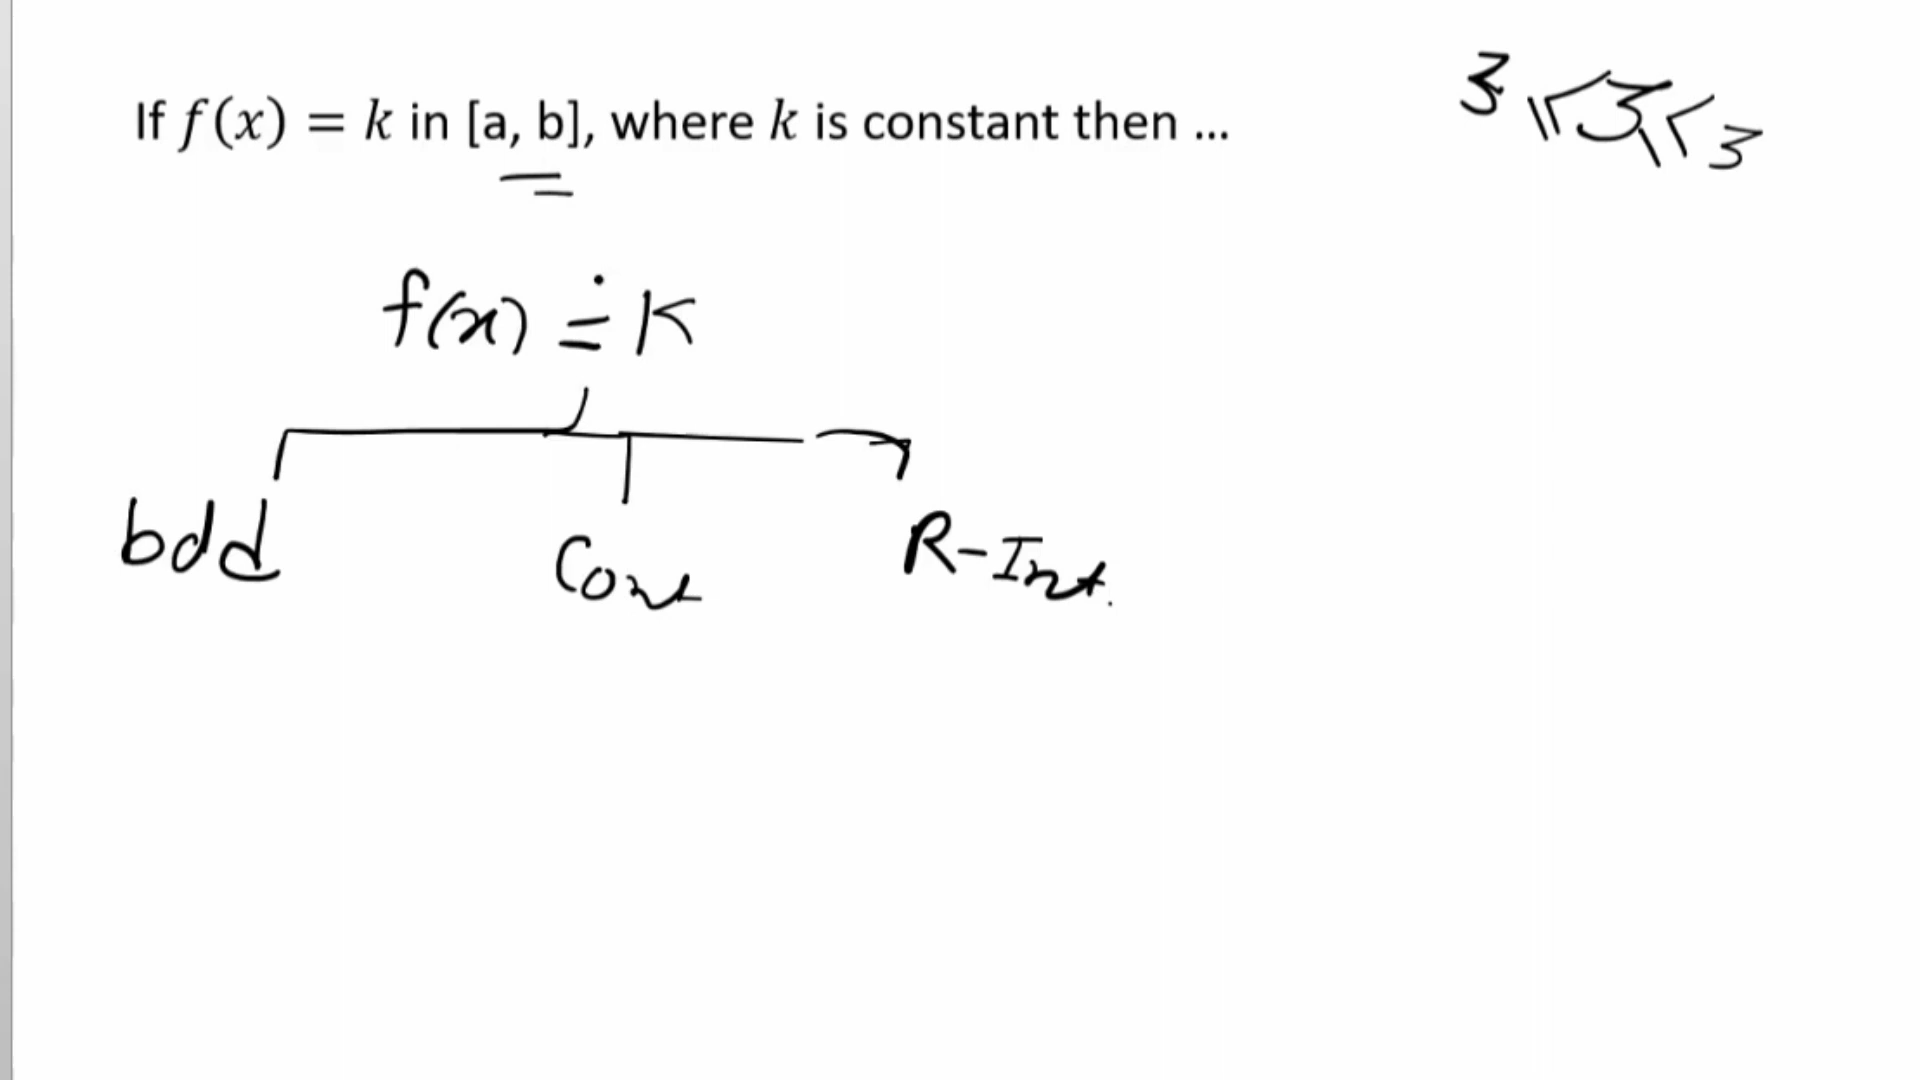 If f(x) = k in [a, b], where k is constant then ...
3 ⩽ 3 ⩽ 3
f(x) = K
bdd
Cont
R-Int.